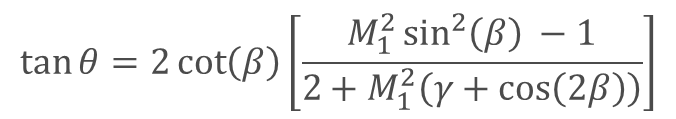 tan θ = 2 cot(β) [ (M₁² sin²(β) − 1) / (2 + M₁²(γ + cos(2β))) ]